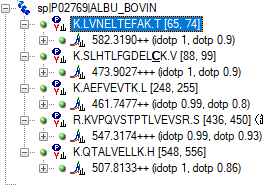 sp|P02769|ALBU_BOVIN
K.LVNELTEFAK.T [65, 74]
582.3190++ (idotp 1, dotp 0.9)
K.SLHTLFGDELCK.V [88, 99]
473.9027+++ (idotp 1, dotp 0.9)
K.AEFVEVTK.L [248, 255]
461.7477++ (idotp 0.99, dotp 0.8)
R.KVPQVSTPTLVEVSR.S [436, 450]
547.3174+++ (idotp 0.99, dotp 0.93)
K.QTALVELLK.H [548, 556]
507.8133++ (idotp 1, dotp 0.86)